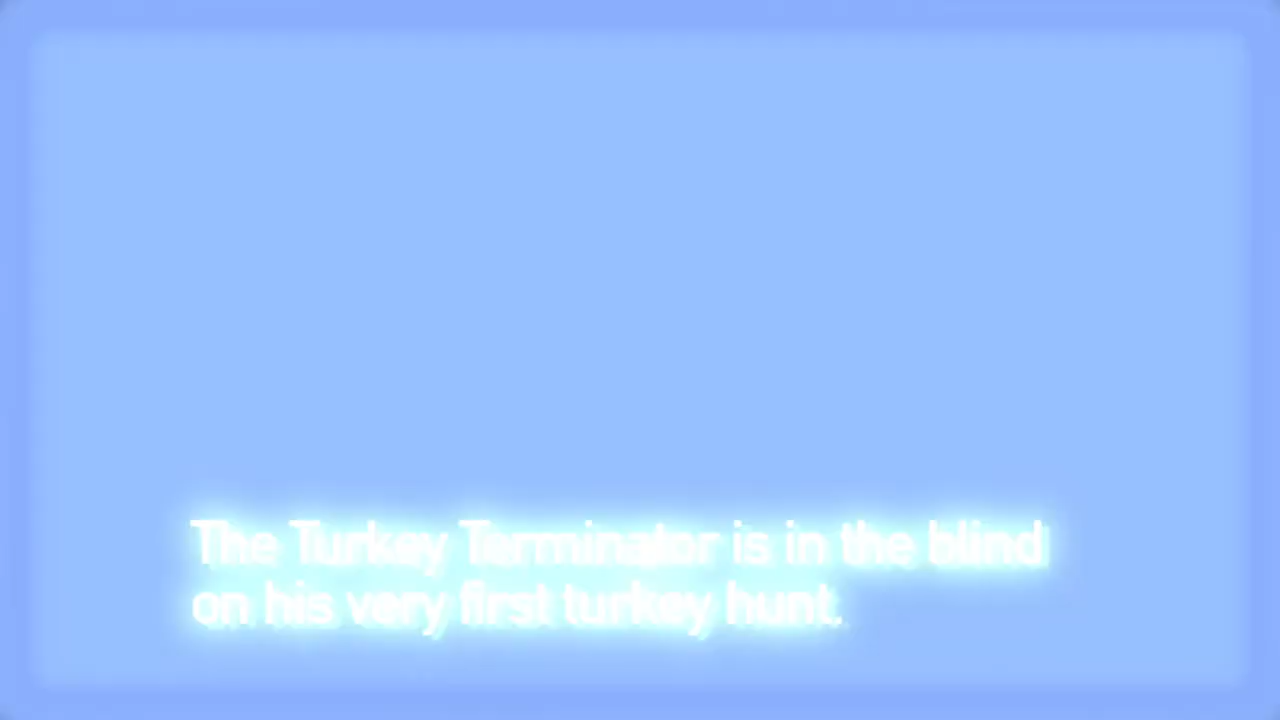 The Turkey Terminator is in the blind
on his very first turkey hunt.